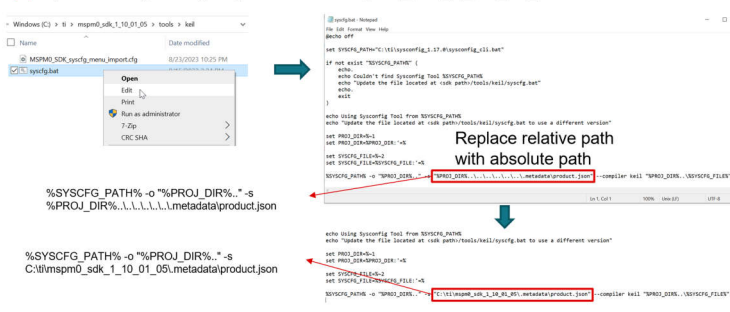 Windows (C:) > ti > mspm0_sdk_1_10_01_05 > tools > keil
Name
Date modified
MSPM0_SDK_syscfg_menu_import.cfg
8/23/2023 10:25 PM
syscfg.bat
Open
Edit
Print
Run as administrator
7-Zip
CRC SHA
syscfg.bat - Notepad
File Edit Format View Help
@echo off
set SYSCFG_PATH="C:\ti\sysconfig_1.17.0\sysconfig_cli.bat"
if not exist "%SYSCFG_PATH%" (
echo.
echo Couldn't find Sysconfig Tool %SYSCFG_PATH%
echo "Update the file located at <sdk path>/tools/keil/syscfg.bat"
echo.
exit
)
echo Using Sysconfig Tool from %SYSCFG_PATH%
echo "Update the file located at <sdk path>/tools/keil/syscfg.bat to use a different version"
set PROJ_DIR=%~1
set PROJ_DIR=%PROJ_DIR:'=%
set SYSCFG_FILE=%~2
set SYSCFG_FILE=%SYSCFG_FILE:'=%
%SYSCFG_PATH% -o "%PROJ_DIR%.." -s "%PROJ_DIR%..\..\..\..\..\..\.metadata\product.json" --compiler keil "%PROJ_DIR%..\%SYSCFG_FILE%"
Replace relative path
with absolute path
Ln 1, Col 1
100%
Unix (LF)
UTF-8
%SYSCFG_PATH% -o "%PROJ_DIR%.." -s
%PROJ_DIR%..\..\..\..\..\..\.metadata\product.json
echo Using Sysconfig Tool from %SYSCFG_PATH%
echo "Update the file located at <sdk path>/tools/keil/syscfg.bat to use a different version"
set PROJ_DIR=%~1
set PROJ_DIR=%PROJ_DIR:'=%
set SYSCFG_FILE=%~2
set SYSCFG_FILE=%SYSCFG_FILE:'=%
%SYSCFG_PATH% -o "%PROJ_DIR%.." -s "C:\ti\mspm0_sdk_1_10_01_05\.metadata\product.json" --compiler keil "%PROJ_DIR%..\%SYSCFG_FILE%"
%SYSCFG_PATH% -o "%PROJ_DIR%.." -s
C:\ti\mspm0_sdk_1_10_01_05\.metadata\product.json